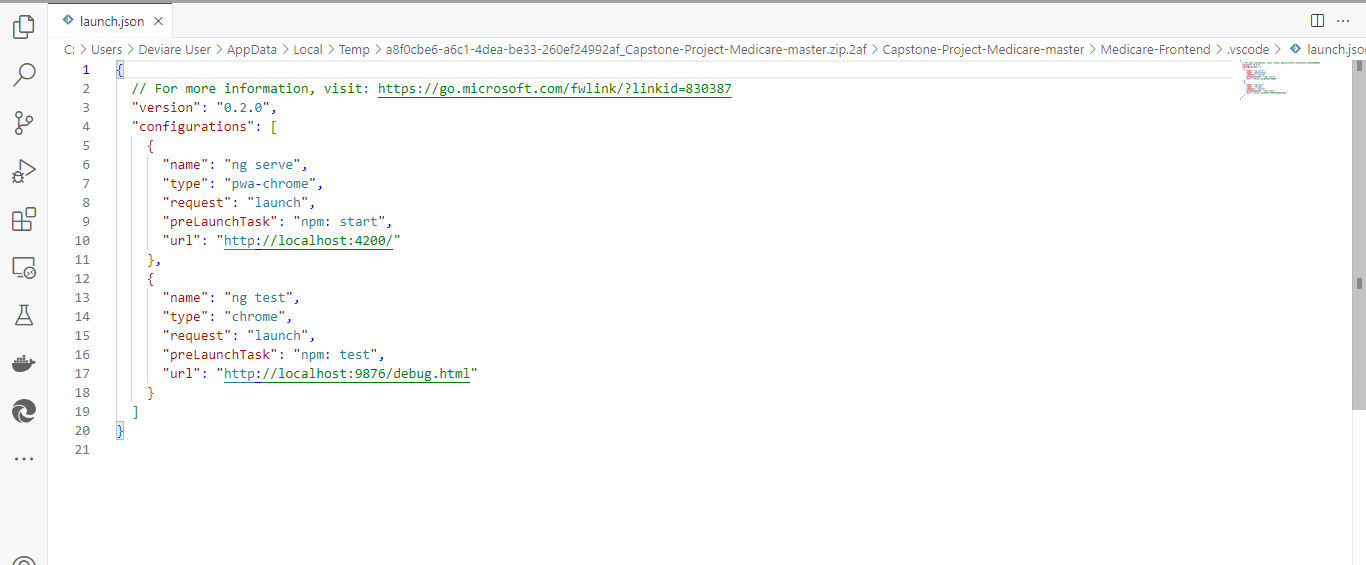 launch.json
C: > Users > Deviare User > AppData > Local > Temp > a8f0cbe6-a6c1-4dea-be33-260ef24992af_Capstone-Project-Medicare-master.zip.2af > Capstone-Project-Medicare-master > Medicare-Frontend > .vscode > launch.json
1 {
2 // For more information, visit: https://go.microsoft.com/fwlink/?linkid=830387
3 "version": "0.2.0",
4 "configurations": [
5 {
6 "name": "ng serve",
7 "type": "pwa-chrome",
8 "request": "launch",
9 "preLaunchTask": "npm: start",
10 "url": "http://localhost:4200/"
11 },
12 {
13 "name": "ng test",
14 "type": "chrome",
15 "request": "launch",
16 "preLaunchTask": "npm: test",
17 "url": "http://localhost:9876/debug.html"
18 }
19 ]
20 }
21